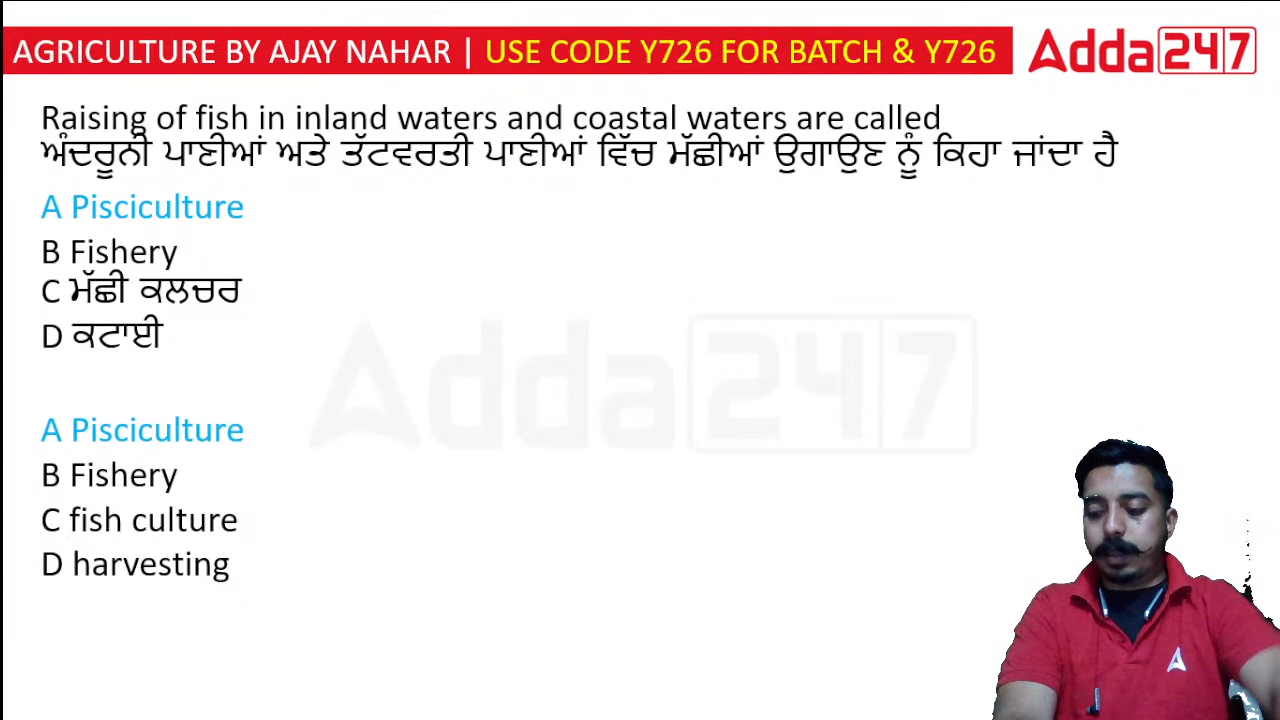 AGRICULTURE BY AJAY NAHAR | USE CODE Y726 FOR BATCH & Y726
Adda247
Raising of fish in inland waters and coastal waters are called
ਅੰਦਰੂਨੀ ਪਾਣੀਆਂ ਅਤੇ ਤੱਟਵਰਤੀ ਪਾਣੀਆਂ ਵਿੱਚ ਮੱਛੀਆਂ ਉਗਾਉਣ ਨੂੰ ਕਿਹਾ ਜਾਂਦਾ ਹੈ
A Pisciculture
B Fishery
C ਮੱਛੀ ਕਲਚਰ
D ਕਟਾਈ
Adda247
A Pisciculture
B Fishery
C fish culture
D harvesting